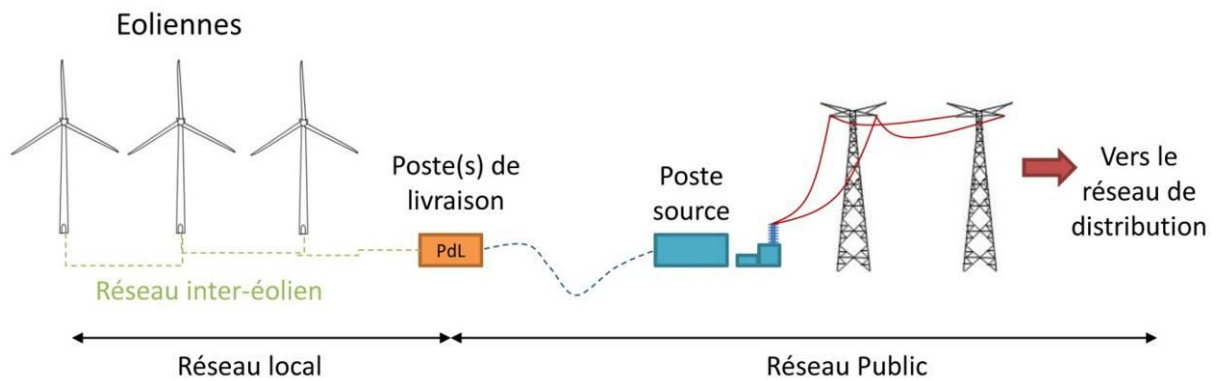 Eoliennes
Poste(s) de
livraison
PdL
Réseau inter-éolien
Poste
source
Vers le
réseau de
distribution
Réseau local
Réseau Public